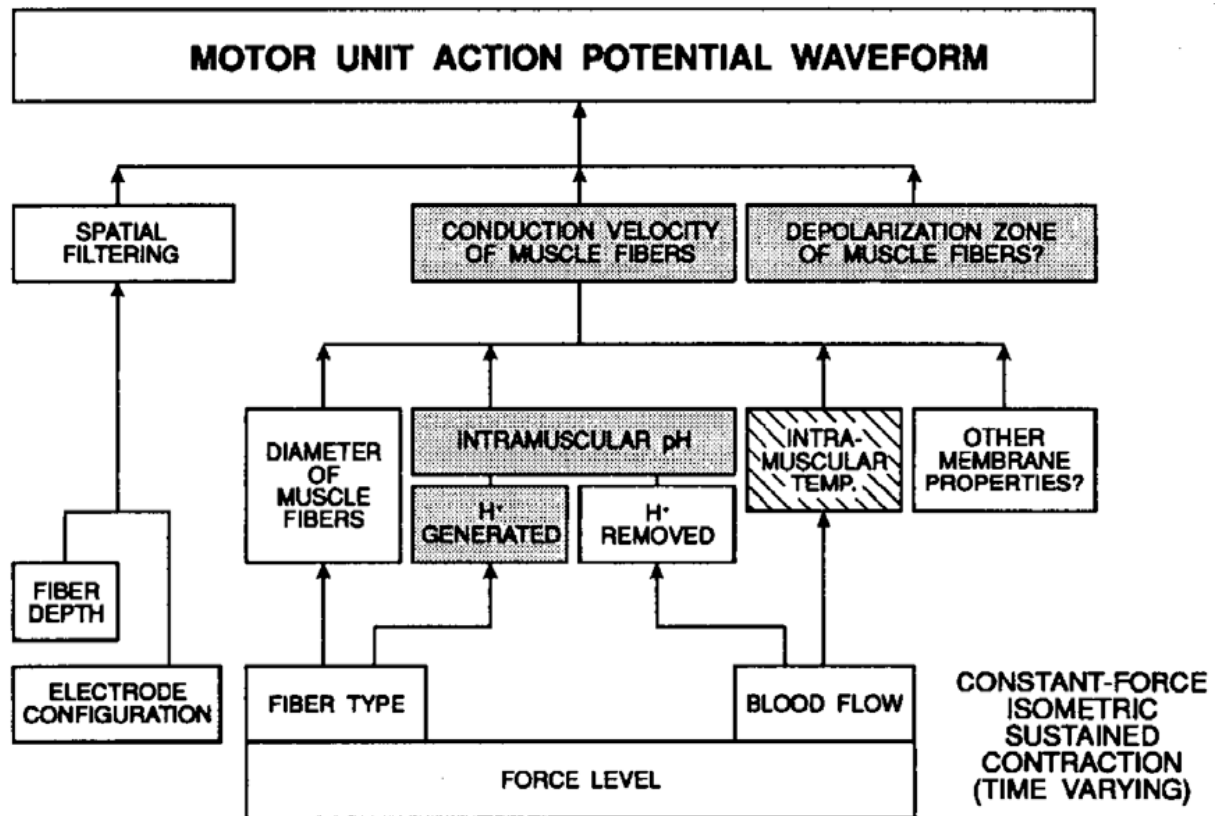 MOTOR UNIT ACTION POTENTIAL WAVEFORM
SPATIAL
FILTERING
CONDUCTION VELOCITY
OF MUSCLE FIBERS
DEPOLARIZATION ZONE
OF MUSCLE FIBERS?
DIAMETER
OF
MUSCLE
FIBERS
INTRAMUSCULAR pH
H⁺
GENERATED
H⁺
REMOVED
INTRA-
MUSCULAR
TEMP.
OTHER
MEMBRANE
PROPERTIES?
FIBER
DEPTH
ELECTRODE
CONFIGURATION
FIBER TYPE
BLOOD FLOW
FORCE LEVEL
CONSTANT-FORCE
ISOMETRIC
SUSTAINED
CONTRACTION
(TIME VARYING)